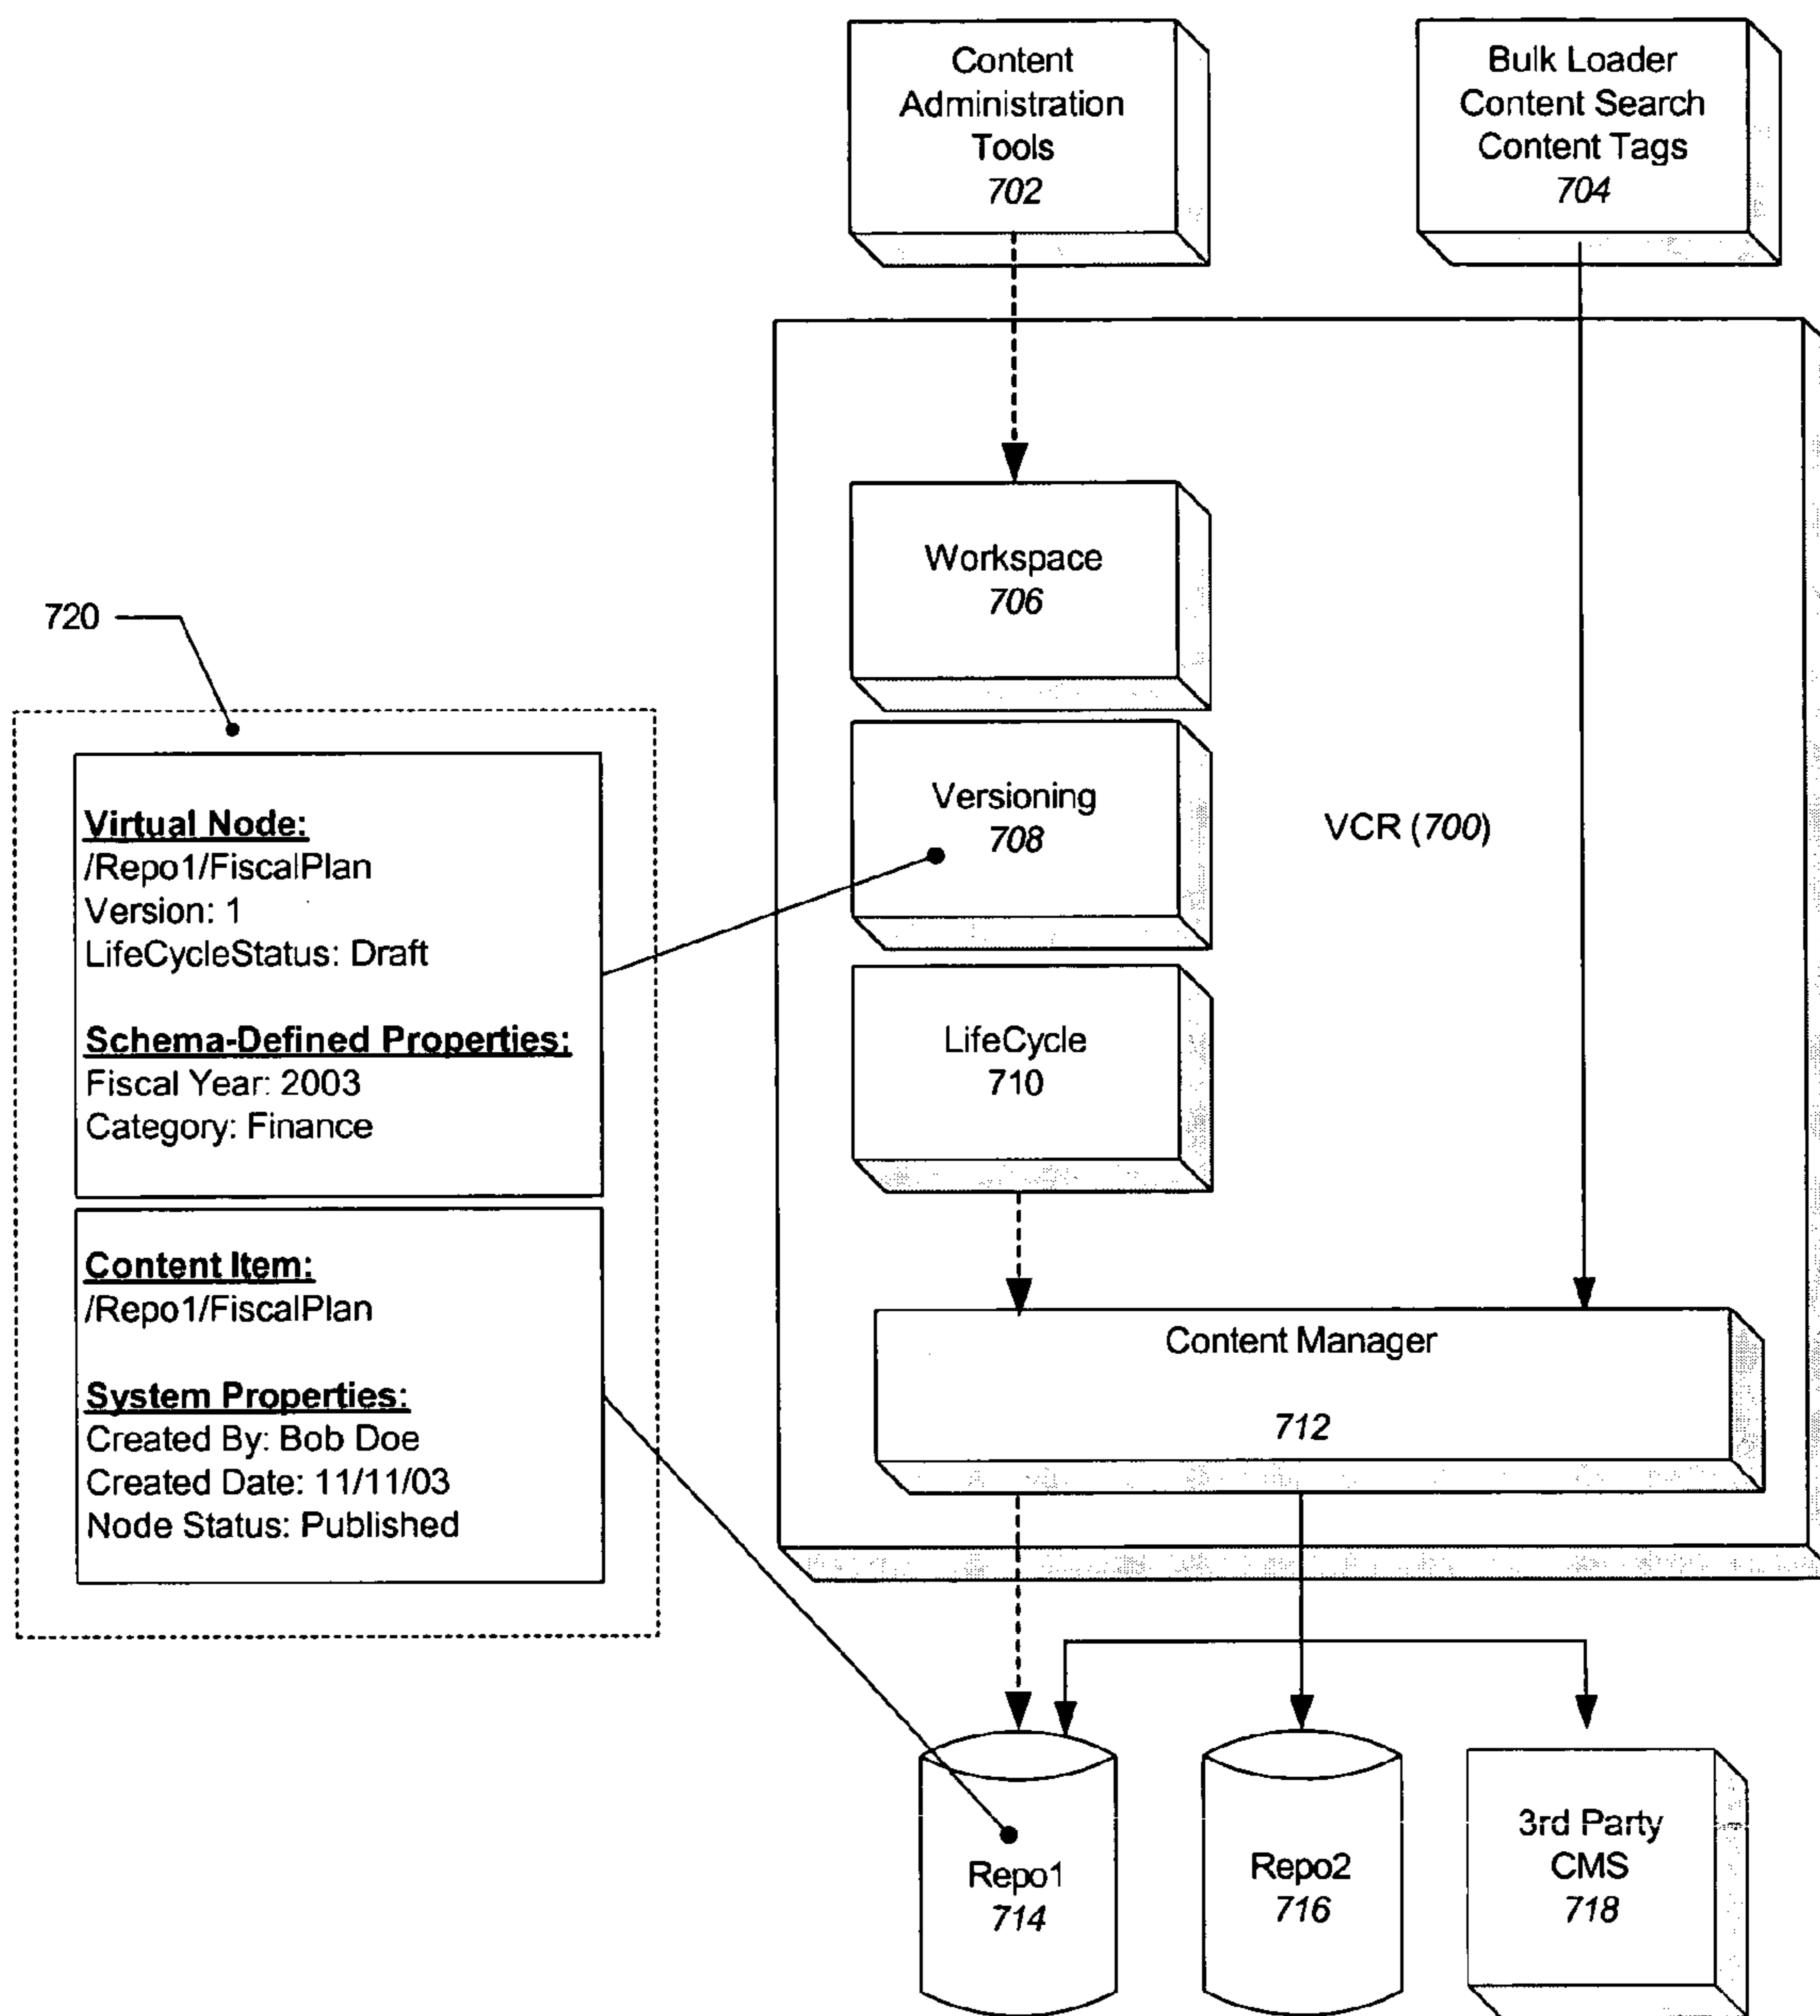 Content
Administration
Tools
702
Bulk Loader
Content Search
Content Tags
704
Workspace
706
720
Versioning
708
VCR (700)
Virtual Node:
/Repo1/FiscalPlan
Version: 1
LifeCycleStatus: Draft
Schema-Defined Properties:
Fiscal Year: 2003
Category: Finance
LifeCycle
710
Content Item:
/Repo1/FiscalPlan
System Properties:
Created By: Bob Doe
Created Date: 11/11/03
Node Status: Published
Content Manager
712
Repo1
714
Repo2
716
3rd Party
CMS
718